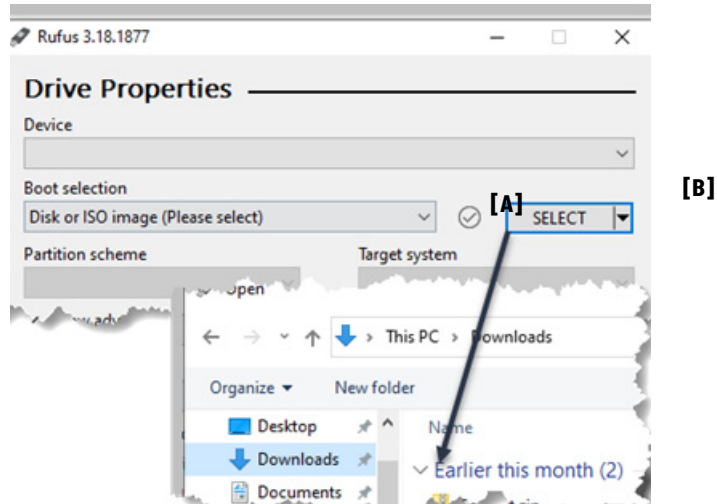 Rufus 3.18.1877
Drive Properties
Device
Boot selection
[A]
[B]
Disk or ISO image (Please select)
SELECT
Partition scheme
Target system
Open
This PC > Downloads
Organize
New folder
Desktop
Name
Downloads
Earlier this month (2)
Documents